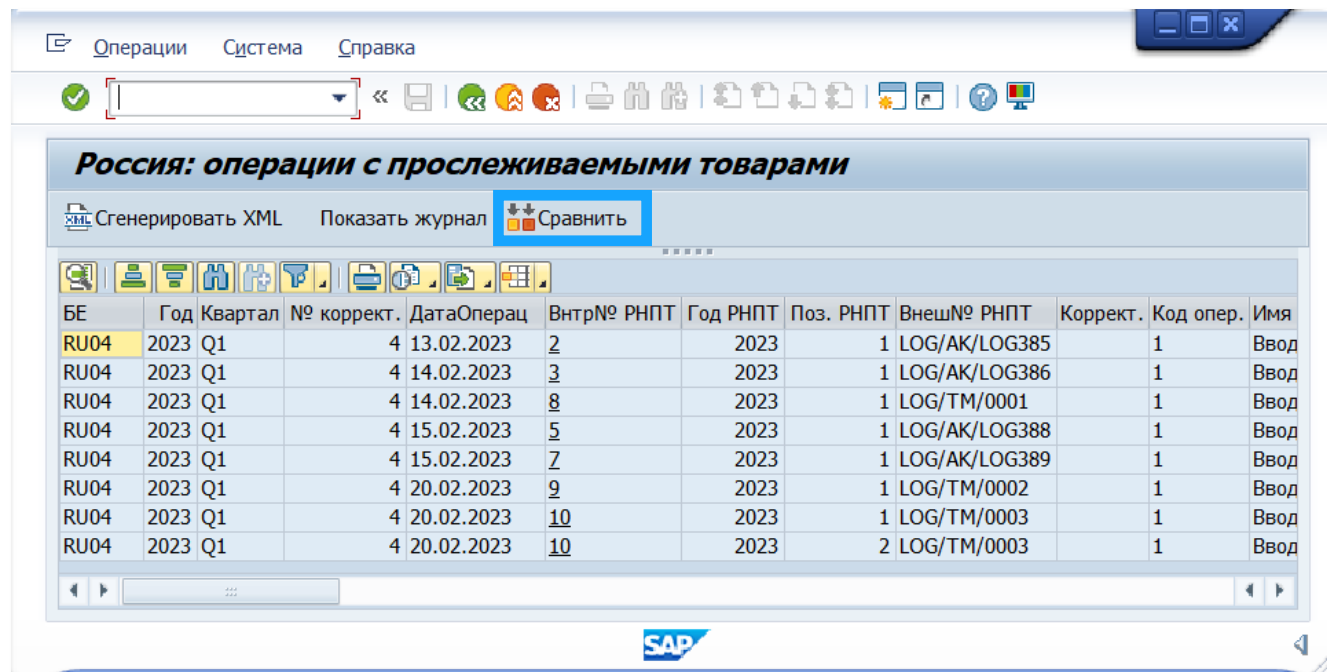 Операции Система Справка
Россия: операции с прослеживаемыми товарами
XML Сгенерировать XML Показать журнал Сравнить
БЕ Год Квартал № коррект. ДатаОперац Внтр№ РНПТ Год РНПТ Поз. РНПТ Внеш№ РНПТ Коррект. Код опер. Имя
RU04 2023 Q1 4 13.02.2023 2 2023 1 LOG/AK/LOG385 1 Ввод
RU04 2023 Q1 4 14.02.2023 3 2023 1 LOG/AK/LOG386 1 Ввод
RU04 2023 Q1 4 14.02.2023 8 2023 1 LOG/TM/0001 1 Ввод
RU04 2023 Q1 4 15.02.2023 5 2023 1 LOG/AK/LOG388 1 Ввод
RU04 2023 Q1 4 15.02.2023 7 2023 1 LOG/AK/LOG389 1 Ввод
RU04 2023 Q1 4 20.02.2023 9 2023 1 LOG/TM/0002 1 Ввод
RU04 2023 Q1 4 20.02.2023 10 2023 1 LOG/TM/0003 1 Ввод
RU04 2023 Q1 4 20.02.2023 10 2023 2 LOG/TM/0003 1 Ввод
SAP